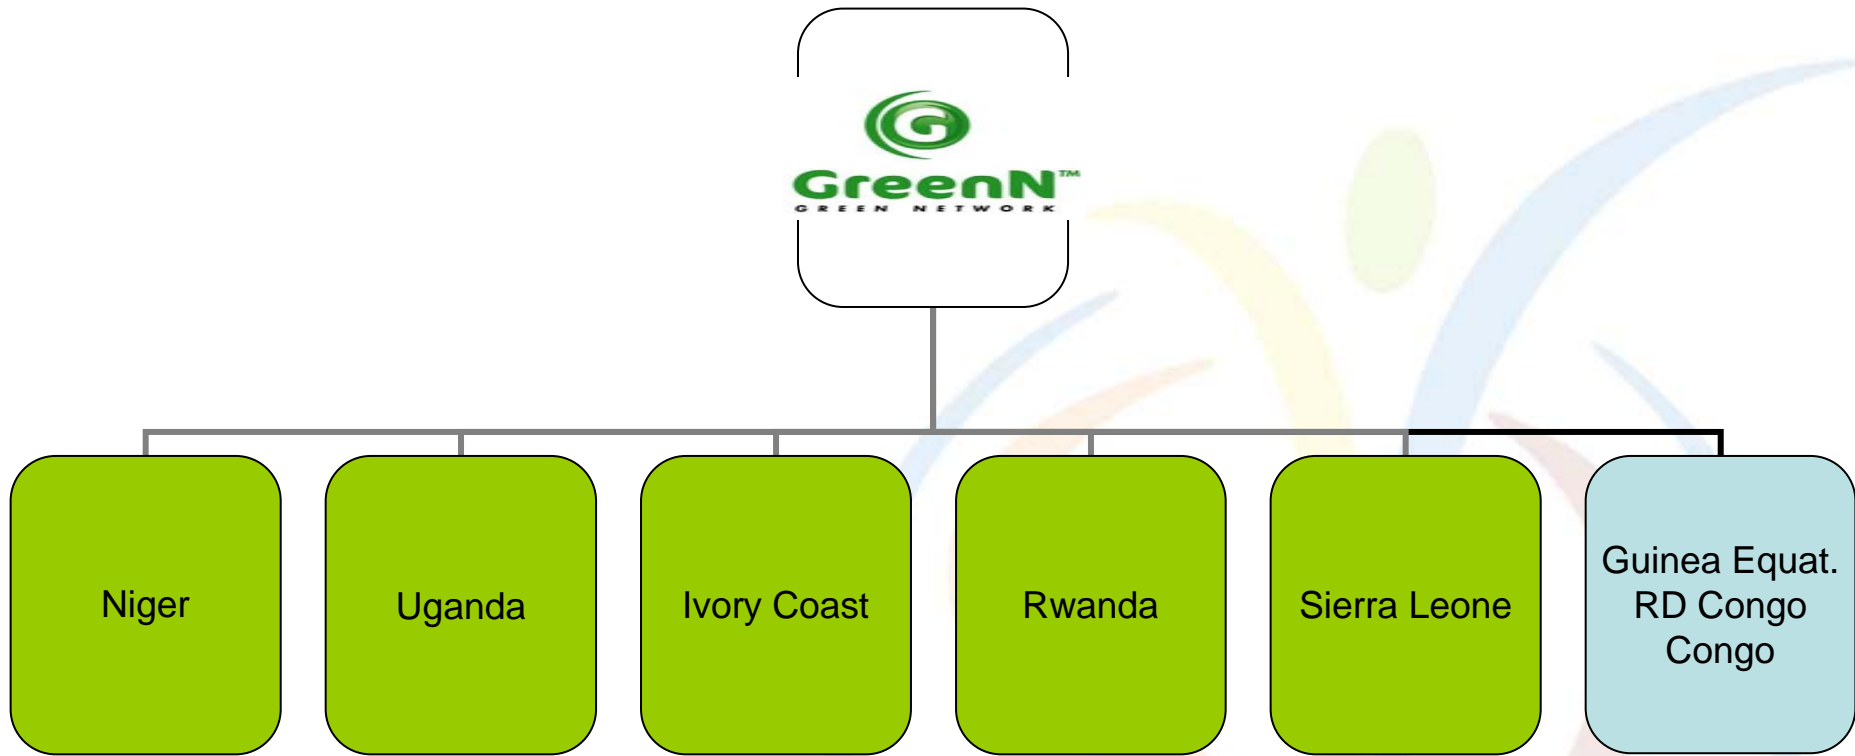 G
GreenN™
GREEN NETWORK
Niger
Uganda
Ivory Coast
Rwanda
Sierra Leone
Guinea Equat.
RD Congo
Congo